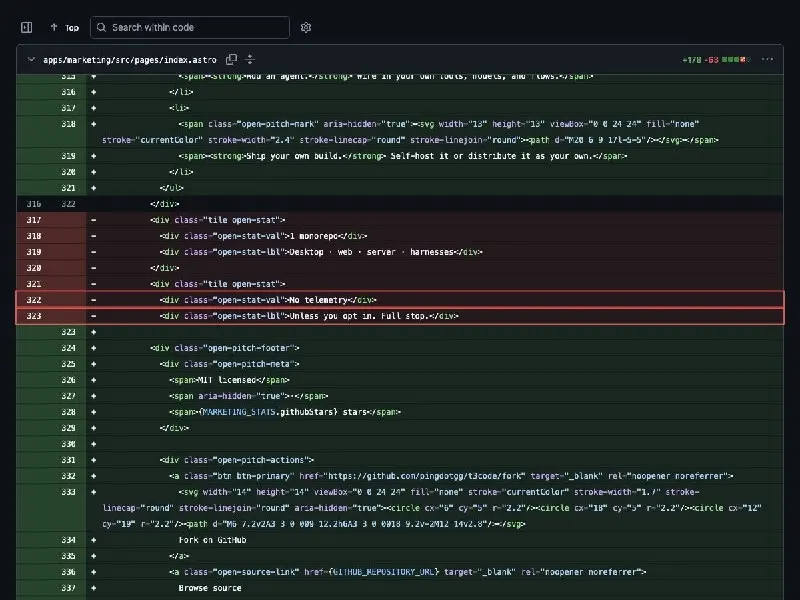 Top
Search within code
apps/marketing/src/pages/index.astro
+178 -63
315 + <span><strong>Add an agent.</strong> Wire in your own tools, models, and flows.</span>
316 + </li>
317 + <li>
318 + <span class="open-pitch-mark" aria-hidden="true"><svg width="13" height="13" viewBox="0 0 24 24" fill="none"
stroke="currentColor" stroke-width="2.4" stroke-linecap="round" stroke-linejoin="round"><path d="M20 6 9 17l-5-5"/></svg></span>
319 + <span><strong>Ship your own build.</strong> Self-host it or distribute it as your own.</span>
320 + </li>
321 + </ul>
316 322 </div>
317 - <div class="tile open-stat">
318 - <div class="open-stat-val">1 monorepo</div>
319 - <div class="open-stat-lbl">Desktop · web · server · harnesses</div>
320 - </div>
321 - <div class="tile open-stat">
322 - <div class="open-stat-val">No telemetry</div>
323 - <div class="open-stat-lbl">Unless you opt in. Full stop.</div>
323 +
324 + <div class="open-pitch-footer">
325 + <div class="open-pitch-meta">
326 + <span>MIT licensed</span>
327 + <span aria-hidden="true">·</span>
328 + <span>{MARKETING_STATS.githubStars} stars</span>
329 + </div>
330 +
331 + <div class="open-pitch-actions">
332 + <a class="btn btn-primary" href="https://github.com/pingdotgg/t3code/fork" target="_blank" rel="noopener noreferrer">
333 + <svg width="14" height="14" viewBox="0 0 24 24" fill="none" stroke="currentColor" stroke-width="1.7" stroke-
linecap="round" stroke-linejoin="round" aria-hidden="true"><circle cx="6" cy="5" r="2.2"/><circle cx="18" cy="5" r="2.2"/><circle cx="12"
cy="19" r="2.2"/><path d="M6 7.2v2A3 3 0 009 12.2h6A3 3 0 0018 9.2v-2M12 14v2.8"/></svg>
334 + Fork on GitHub
335 + </a>
336 + <a class="open-source-link" href={GITHUB_REPOSITORY_URL} target="_blank" rel="noopener noreferrer">
337 + Browse source